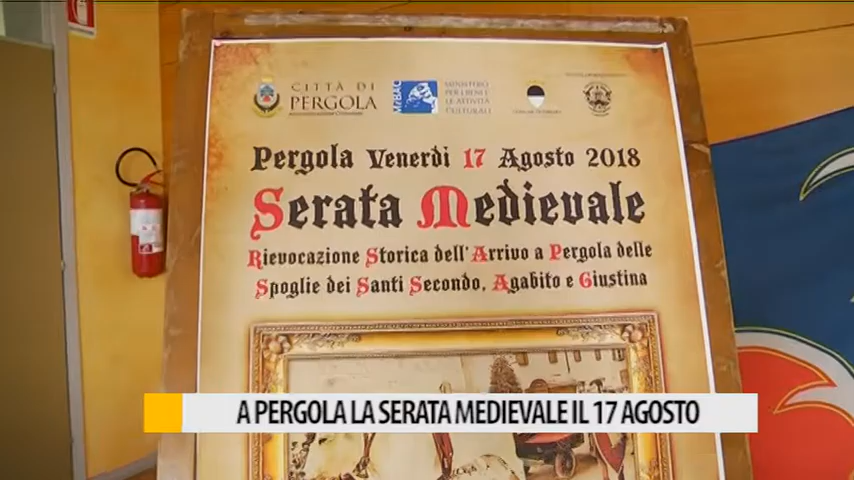 CITTÀ DI
PERGOLA
MiBAC
MINISTERO
PER I BENI E
LE ATTIVITÀ
CULTURALI
Pergola Venerdì 17 Agosto 2018
Serata Medievale
Rievocazione Storica dell'Arrivo a Pergola delle
Spoglie dei Santi Secondo, Agabito e Giustina
A PERGOLA LA SERATA MEDIEVALE IL 17 AGOSTO